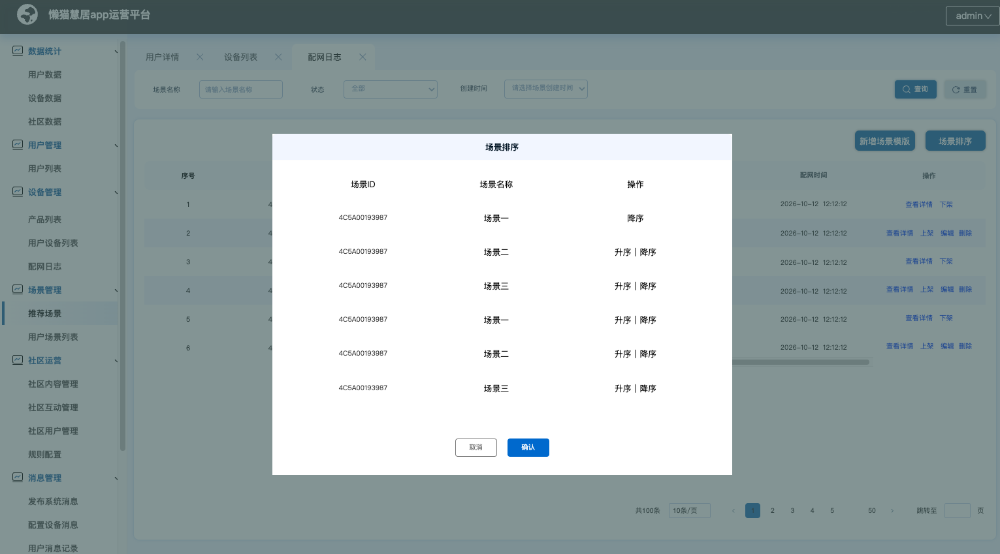 懒猫慧居app运营平台
admin
数据统计
用户数据
设备数据
社区数据
用户管理
用户列表
设备管理
产品列表
用户设备列表
配网日志
场景管理
推荐场景
用户场景列表
社区运营
社区内容管理
社区互动管理
社区用户管理
规则配置
消息管理
发布系统消息
配置设备消息
用户消息记录
用户详情 设备列表 配网日志
场景名称 请输入场景名称 状态 全部 创建时间 请选择场景创建时间 查询 重置
新增场景模版 场景排序
序号 配网时间 操作
1 4 2026-10-12 12:12:12 查看详情 下架
2 4 2026-10-12 12:12:12 查看详情 上架 编辑 删除
3 4 2026-10-12 12:12:12 查看详情 下架
4 4 2026-10-12 12:12:12 查看详情 上架 编辑 删除
5 4 2026-10-12 12:12:12 查看详情 下架
6 4 2026-10-12 12:12:12 查看详情 上架 编辑 删除
场景排序
场景ID 场景名称 操作
4C5A00193987 场景一 降序
4C5A00193987 场景二 升序 | 降序
4C5A00193987 场景三 升序 | 降序
4C5A00193987 场景一 升序 | 降序
4C5A00193987 场景二 升序 | 降序
4C5A00193987 场景三 升序 | 降序
取消 确认
共100条 10条/页 ‹ 1 2 3 4 5 50 › 跳转至 页